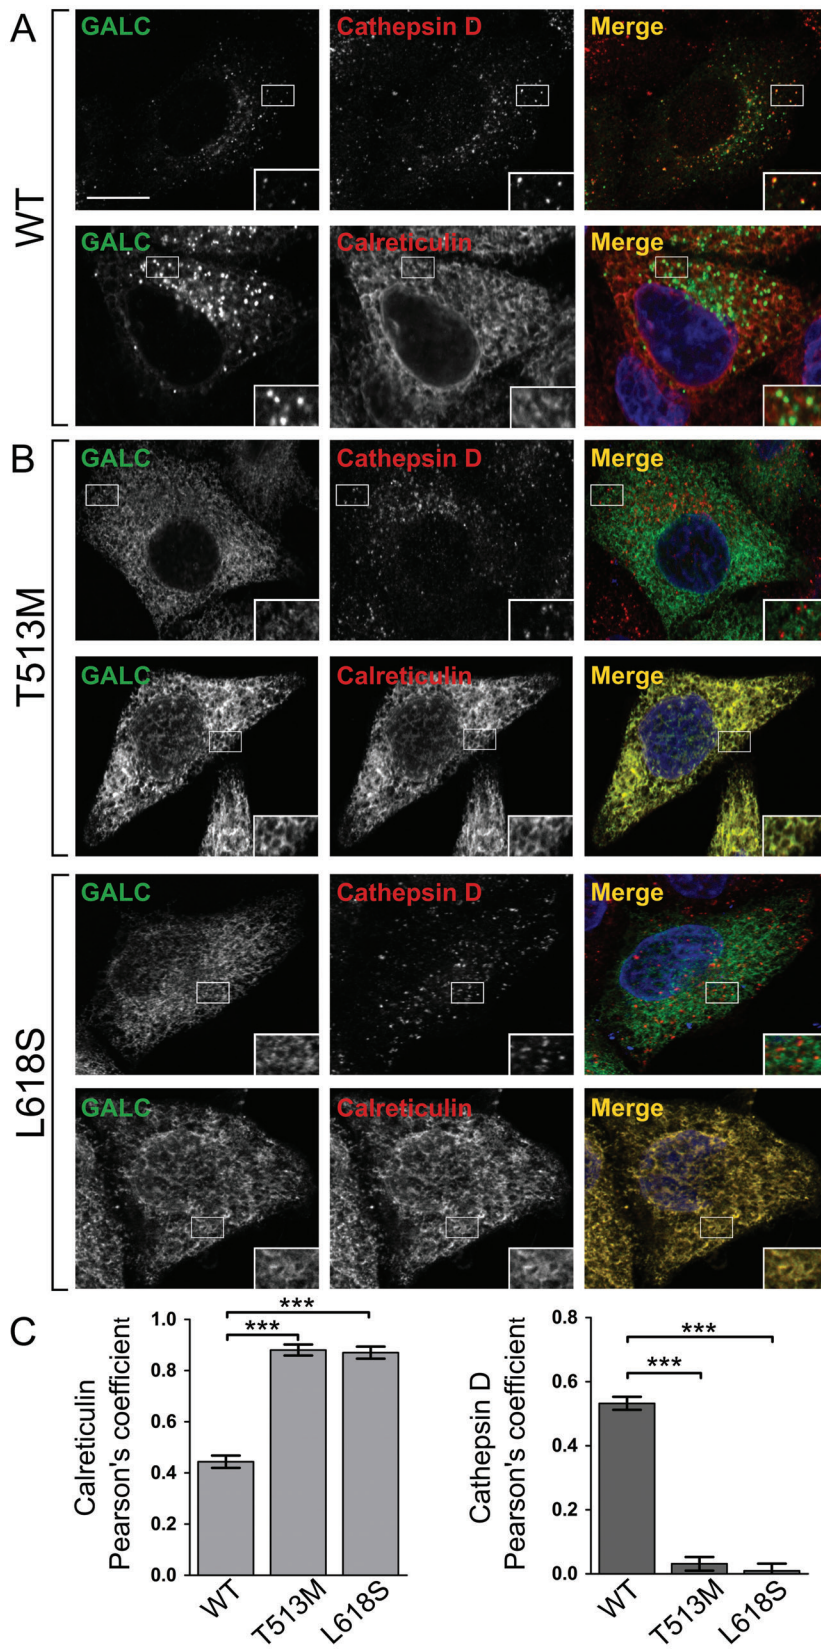 A
WT
GALC Cathepsin D Merge
GALC Calreticulin Merge
B
T513M
GALC Cathepsin D Merge
GALC Calreticulin Merge
L618S
GALC Cathepsin D Merge
GALC Calreticulin Merge
C
Calreticulin
Pearson's coefficient
1.0
0.8
0.6
0.4
0.2
0.0
***
***
WT T513M L618S
Cathepsin D
Pearson's coefficient
0.8
0.6
0.4
0.2
0.0
***
***
WT T513M L618S